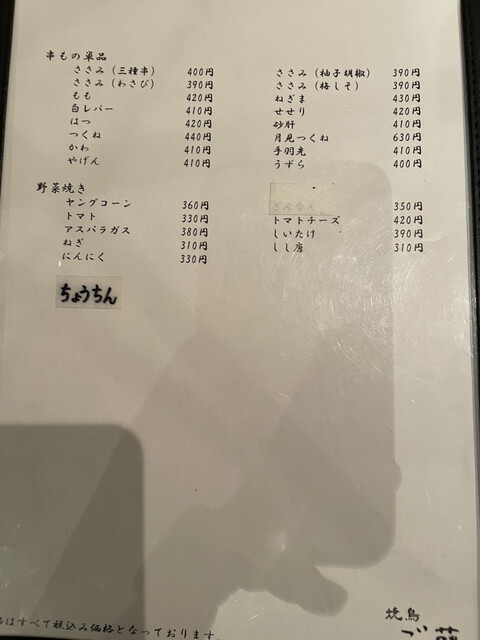 串もの単品
ささみ（三種串） 400円
ささみ（わさび） 390円
もも 420円
白レバー 410円
はつ 420円
つくね 440円
かわ 410円
やげん 410円
ささみ（柚子胡椒） 390円
ささみ（梅しそ） 390円
ねぎま 430円
せせり 420円
砂肝 410円
月見つくね 630円
手羽先 410円
うずら 400円
野菜焼き
ヤングコーン 360円
トマト 330円
アスパラガス 380円
ねぎ 310円
にんにく 330円
ぎんなん 350円
トマトチーズ 420円
しいたけ 390円
しし唐 310円
ちょうちん
はすべて税込み価格となっております。
焼鳥